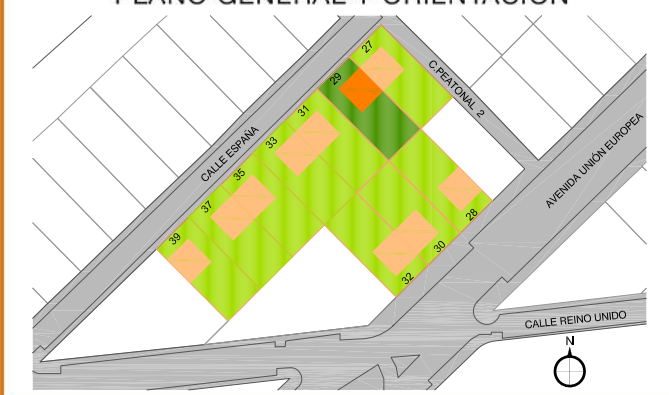 PLANO GENERAL Y ORIENTACIÓN
27
29
C.PEATONAL 2
31
33
CALLE ESPAÑA
35
37
39
AVENIDA UNIÓN EUROPEA
28
30
32
CALLE REINO UNIDO
N